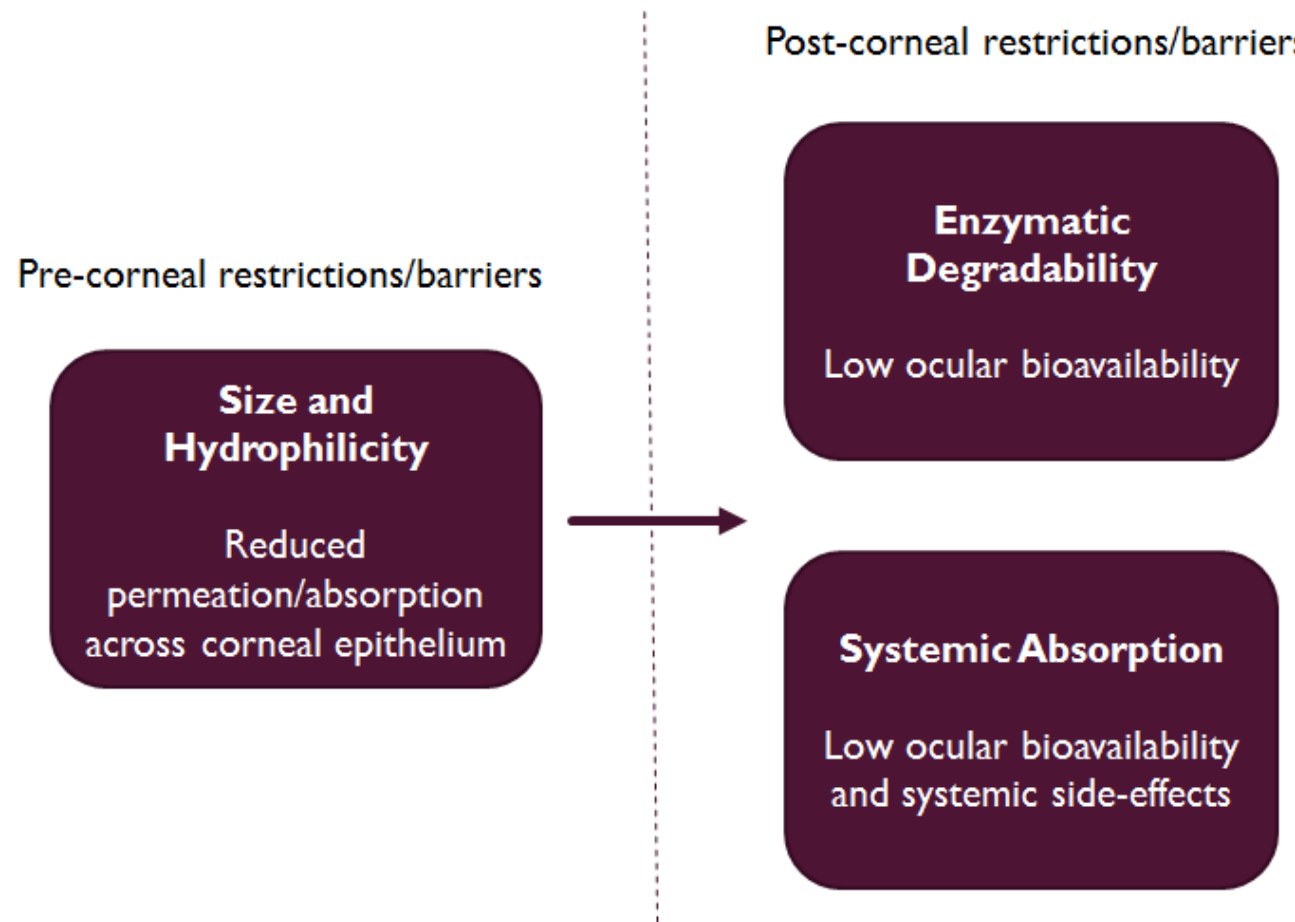 Pre-corneal restrictions/barriers
Size and
Hydrophilicity
Reduced
permeation/absorption
across corneal epithelium
Post-corneal restrictions/barriers
Enzymatic
Degradability
Low ocular bioavailability
Systemic Absorption
Low ocular bioavailability
and systemic side-effects